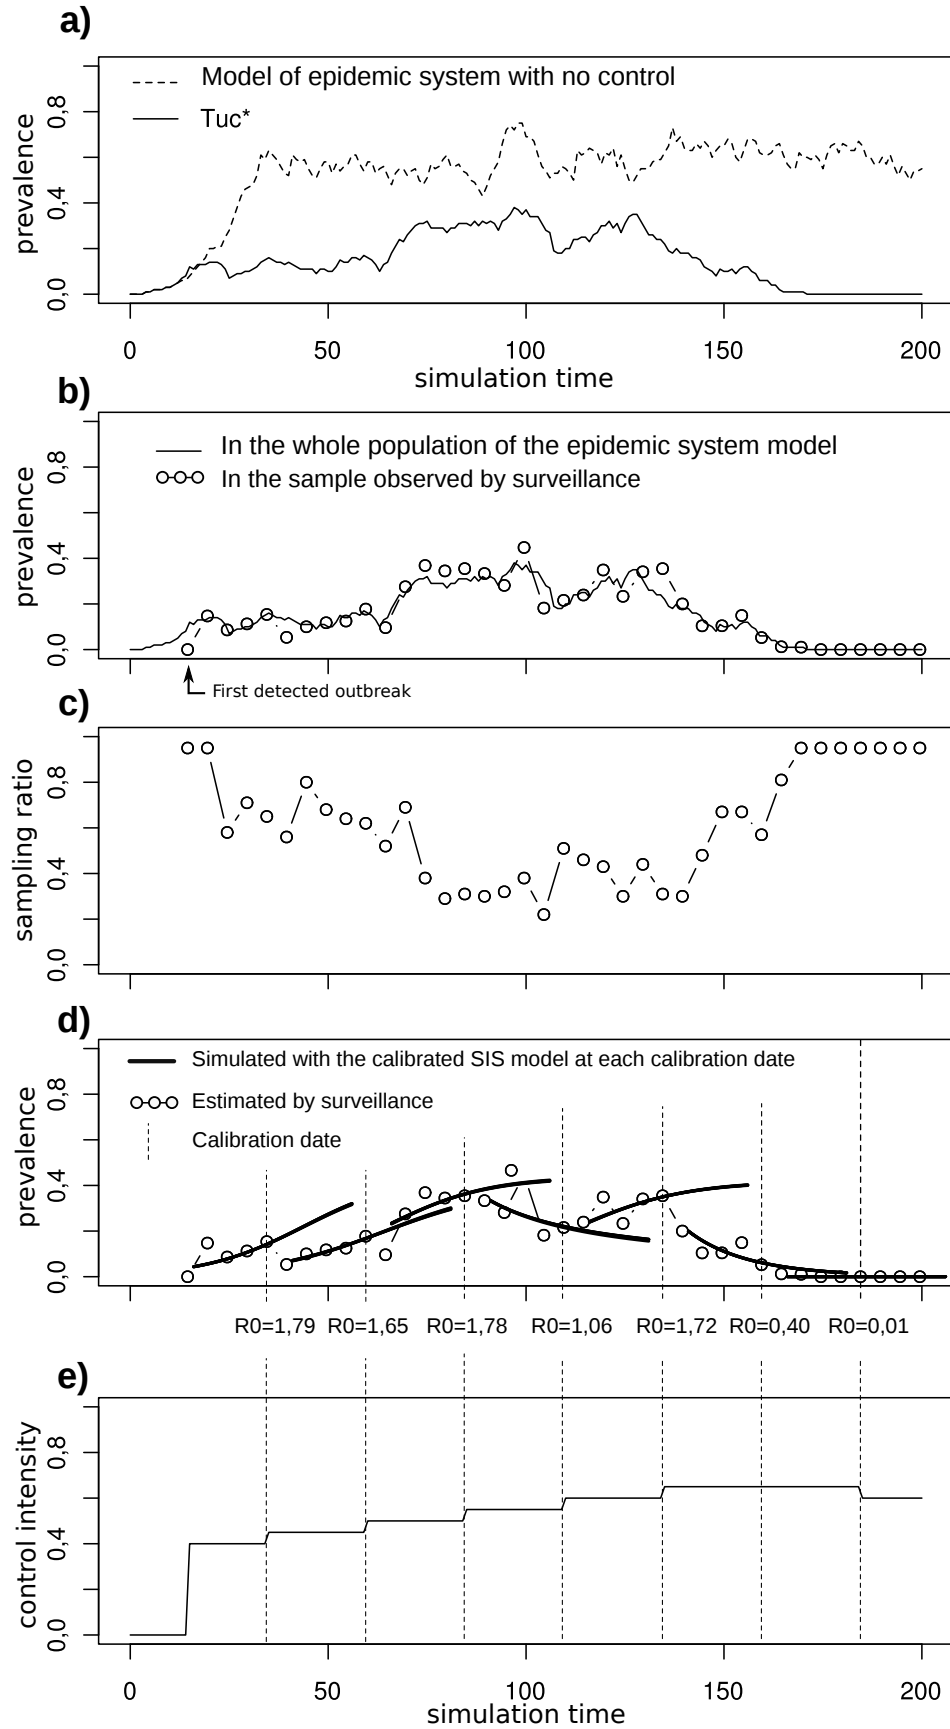 a)
Model of epidemic system with no control
Tuc*
prevalence
0,0 0,4 0,8
0 50 100 150 200
simulation time
b)
In the whole population of the epidemic system model
In the sample observed by surveillance
prevalence
0,0 0,4 0,8
First detected outbreak
c)
sampling ratio
0,0 0,4 0,8
d)
Simulated with the calibrated SIS model at each calibration date
Estimated by surveillance
Calibration date
prevalence
0,0 0,4 0,8
R0=1,79 R0=1,65 R0=1,78 R0=1,06 R0=1,72 R0=0,40 R0=0,01
e)
control intensity
0,0 0,4 0,8
0 50 100 150 200
simulation time